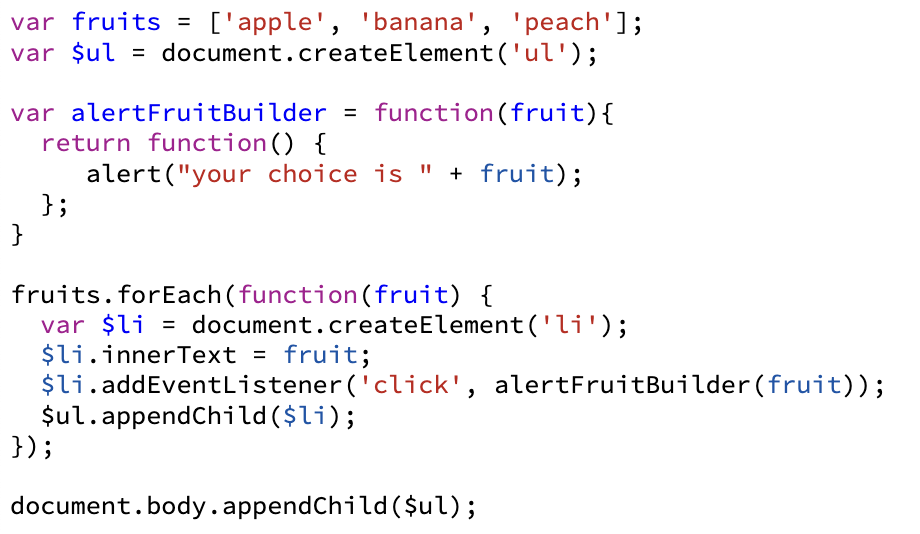 var fruits = ['apple', 'banana', 'peach'];
var $ul = document.createElement('ul');

var alertFruitBuilder = function(fruit){
  return function() {
     alert("your choice is " + fruit);
  };
}

fruits.forEach(function(fruit) {
  var $li = document.createElement('li');
  $li.innerText = fruit;
  $li.addEventListener('click', alertFruitBuilder(fruit));
  $ul.appendChild($li);
});

document.body.appendChild($ul);